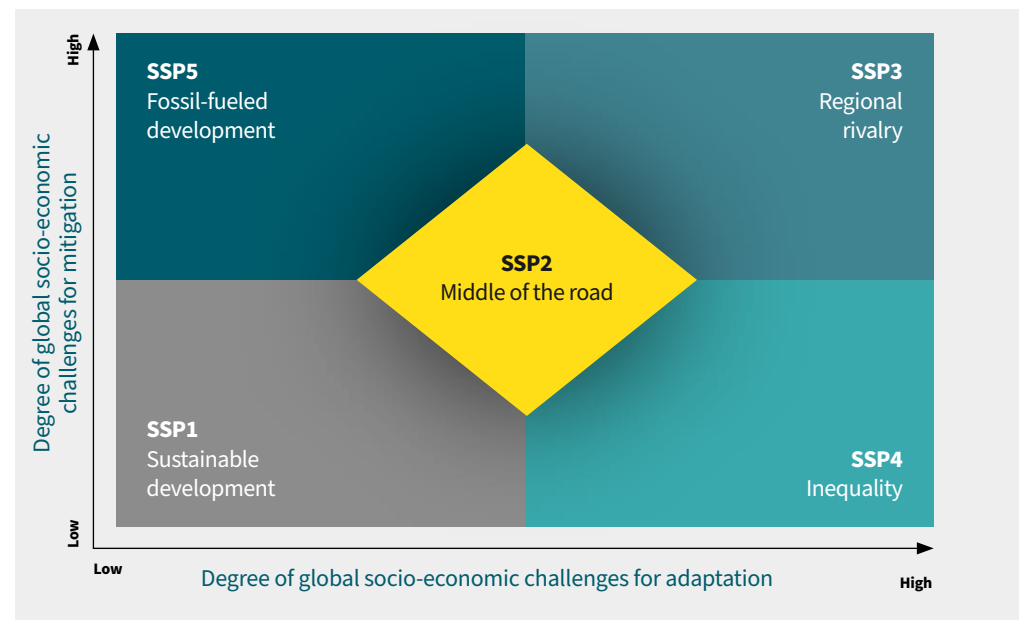 High
Degree of global socio-economic
challenges for mitigation
Low
SSP5
Fossil-fueled
development
SSP3
Regional
rivalry
SSP2
Middle of the road
SSP1
Sustainable
development
SSP4
Inequality
Low
Degree of global socio-economic challenges for adaptation
High